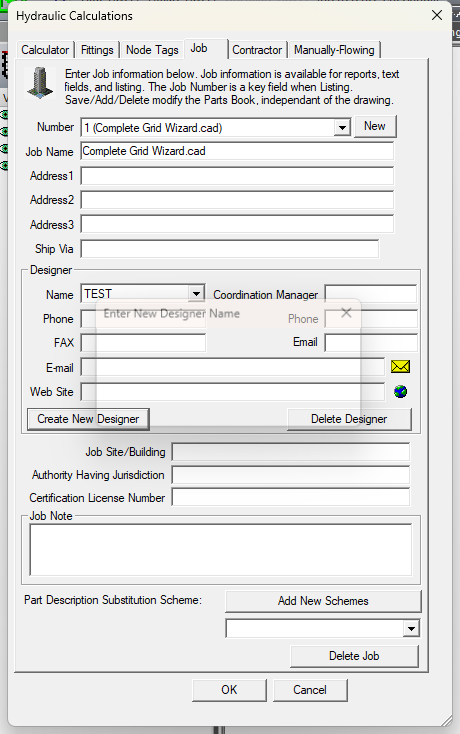 Hydraulic Calculations
Calculator Fittings Node Tags Job Contractor Manually-Flowing
Enter Job information below. Job information is available for reports, text
fields, and listing. The Job Number is a key field when Listing.
Save/Add/Delete modify the Parts Book, independant of the drawing.
Number 1 (Complete Grid Wizard.cad) New
Job Name Complete Grid Wizard.cad
Address1
Address2
Address3
Ship Via
Designer
Name TEST Coordination Manager
Enter New Designer Name
Phone Phone
FAX Email
E-mail
Web Site
Create New Designer Delete Designer
Job Site/Building
Authority Having Jurisdiction
Certification License Number
Job Note
Part Description Substitution Scheme: Add New Schemes
Delete Job
OK Cancel